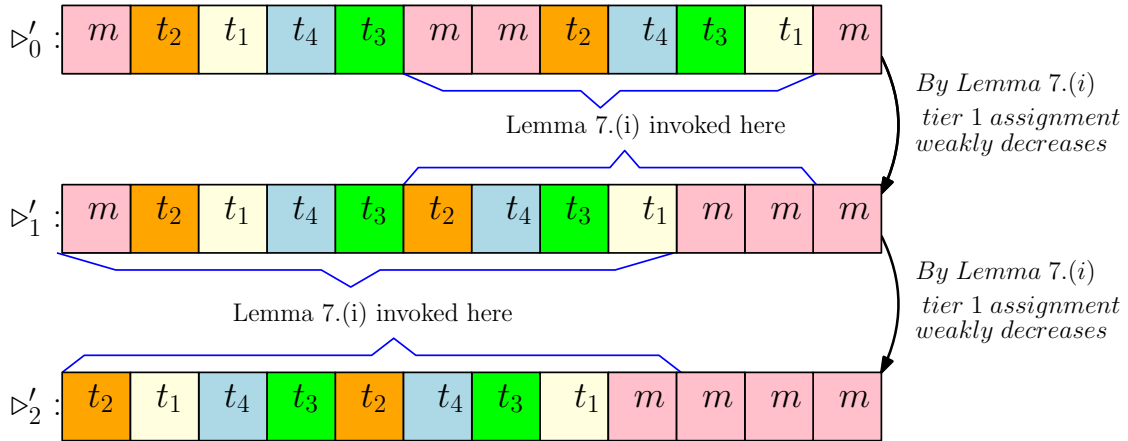 ▷′₀ : m t₂ t₁ t₄ t₃ m m t₂ t₄ t₃ t₁ m
By Lemma 7.(i)
tier 1 assignment
weakly decreases
Lemma 7.(i) invoked here
▷′₁ : m t₂ t₁ t₄ t₃ t₂ t₄ t₃ t₁ m m m
By Lemma 7.(i)
tier 1 assignment
weakly decreases
Lemma 7.(i) invoked here
▷′₂ : t₂ t₁ t₄ t₃ t₂ t₄ t₃ t₁ m m m m